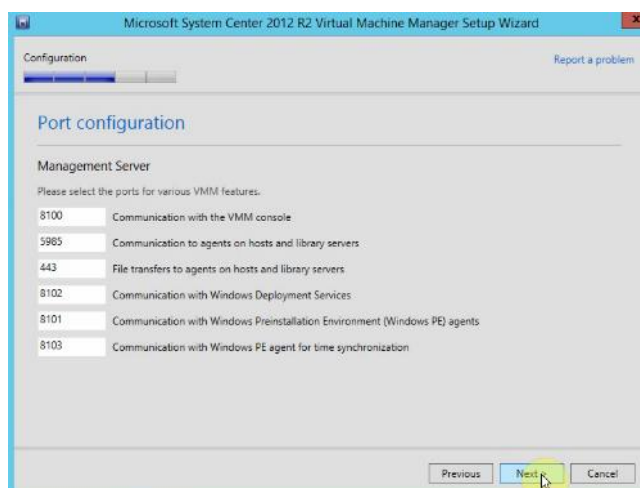 Microsoft System Center 2012 R2 Virtual Machine Manager Setup Wizard
x
Configuration
Report a problem
Port configuration
Management Server
Please select the ports for various VMM features.
8100 Communication with the VMM console
5985 Communication to agents on hosts and library servers
443 File transfers to agents on hosts and library servers
8102 Communication with Windows Deployment Services
8101 Communication with Windows Preinstallation Environment (Windows PE) agents
8103 Communication with Windows PE agent for time synchronization
Previous Next Cancel